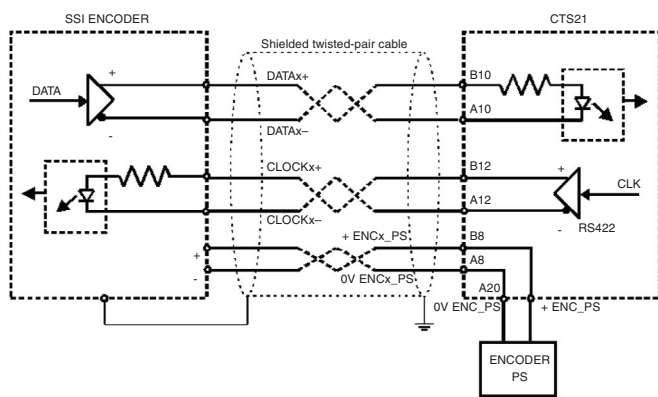 SSI ENCODER
CTS21
Shielded twisted-pair cable
DATA
+
-
DATAx+
DATAx–
B10
A10
CLOCKx+
CLOCKx–
B12
A12
+
-
CLK
RS422
+
-
+ ENCx_PS
0V ENCx_PS
B8
A8
A20
0V ENC_PS
+ ENC_PS
ENCODER
PS